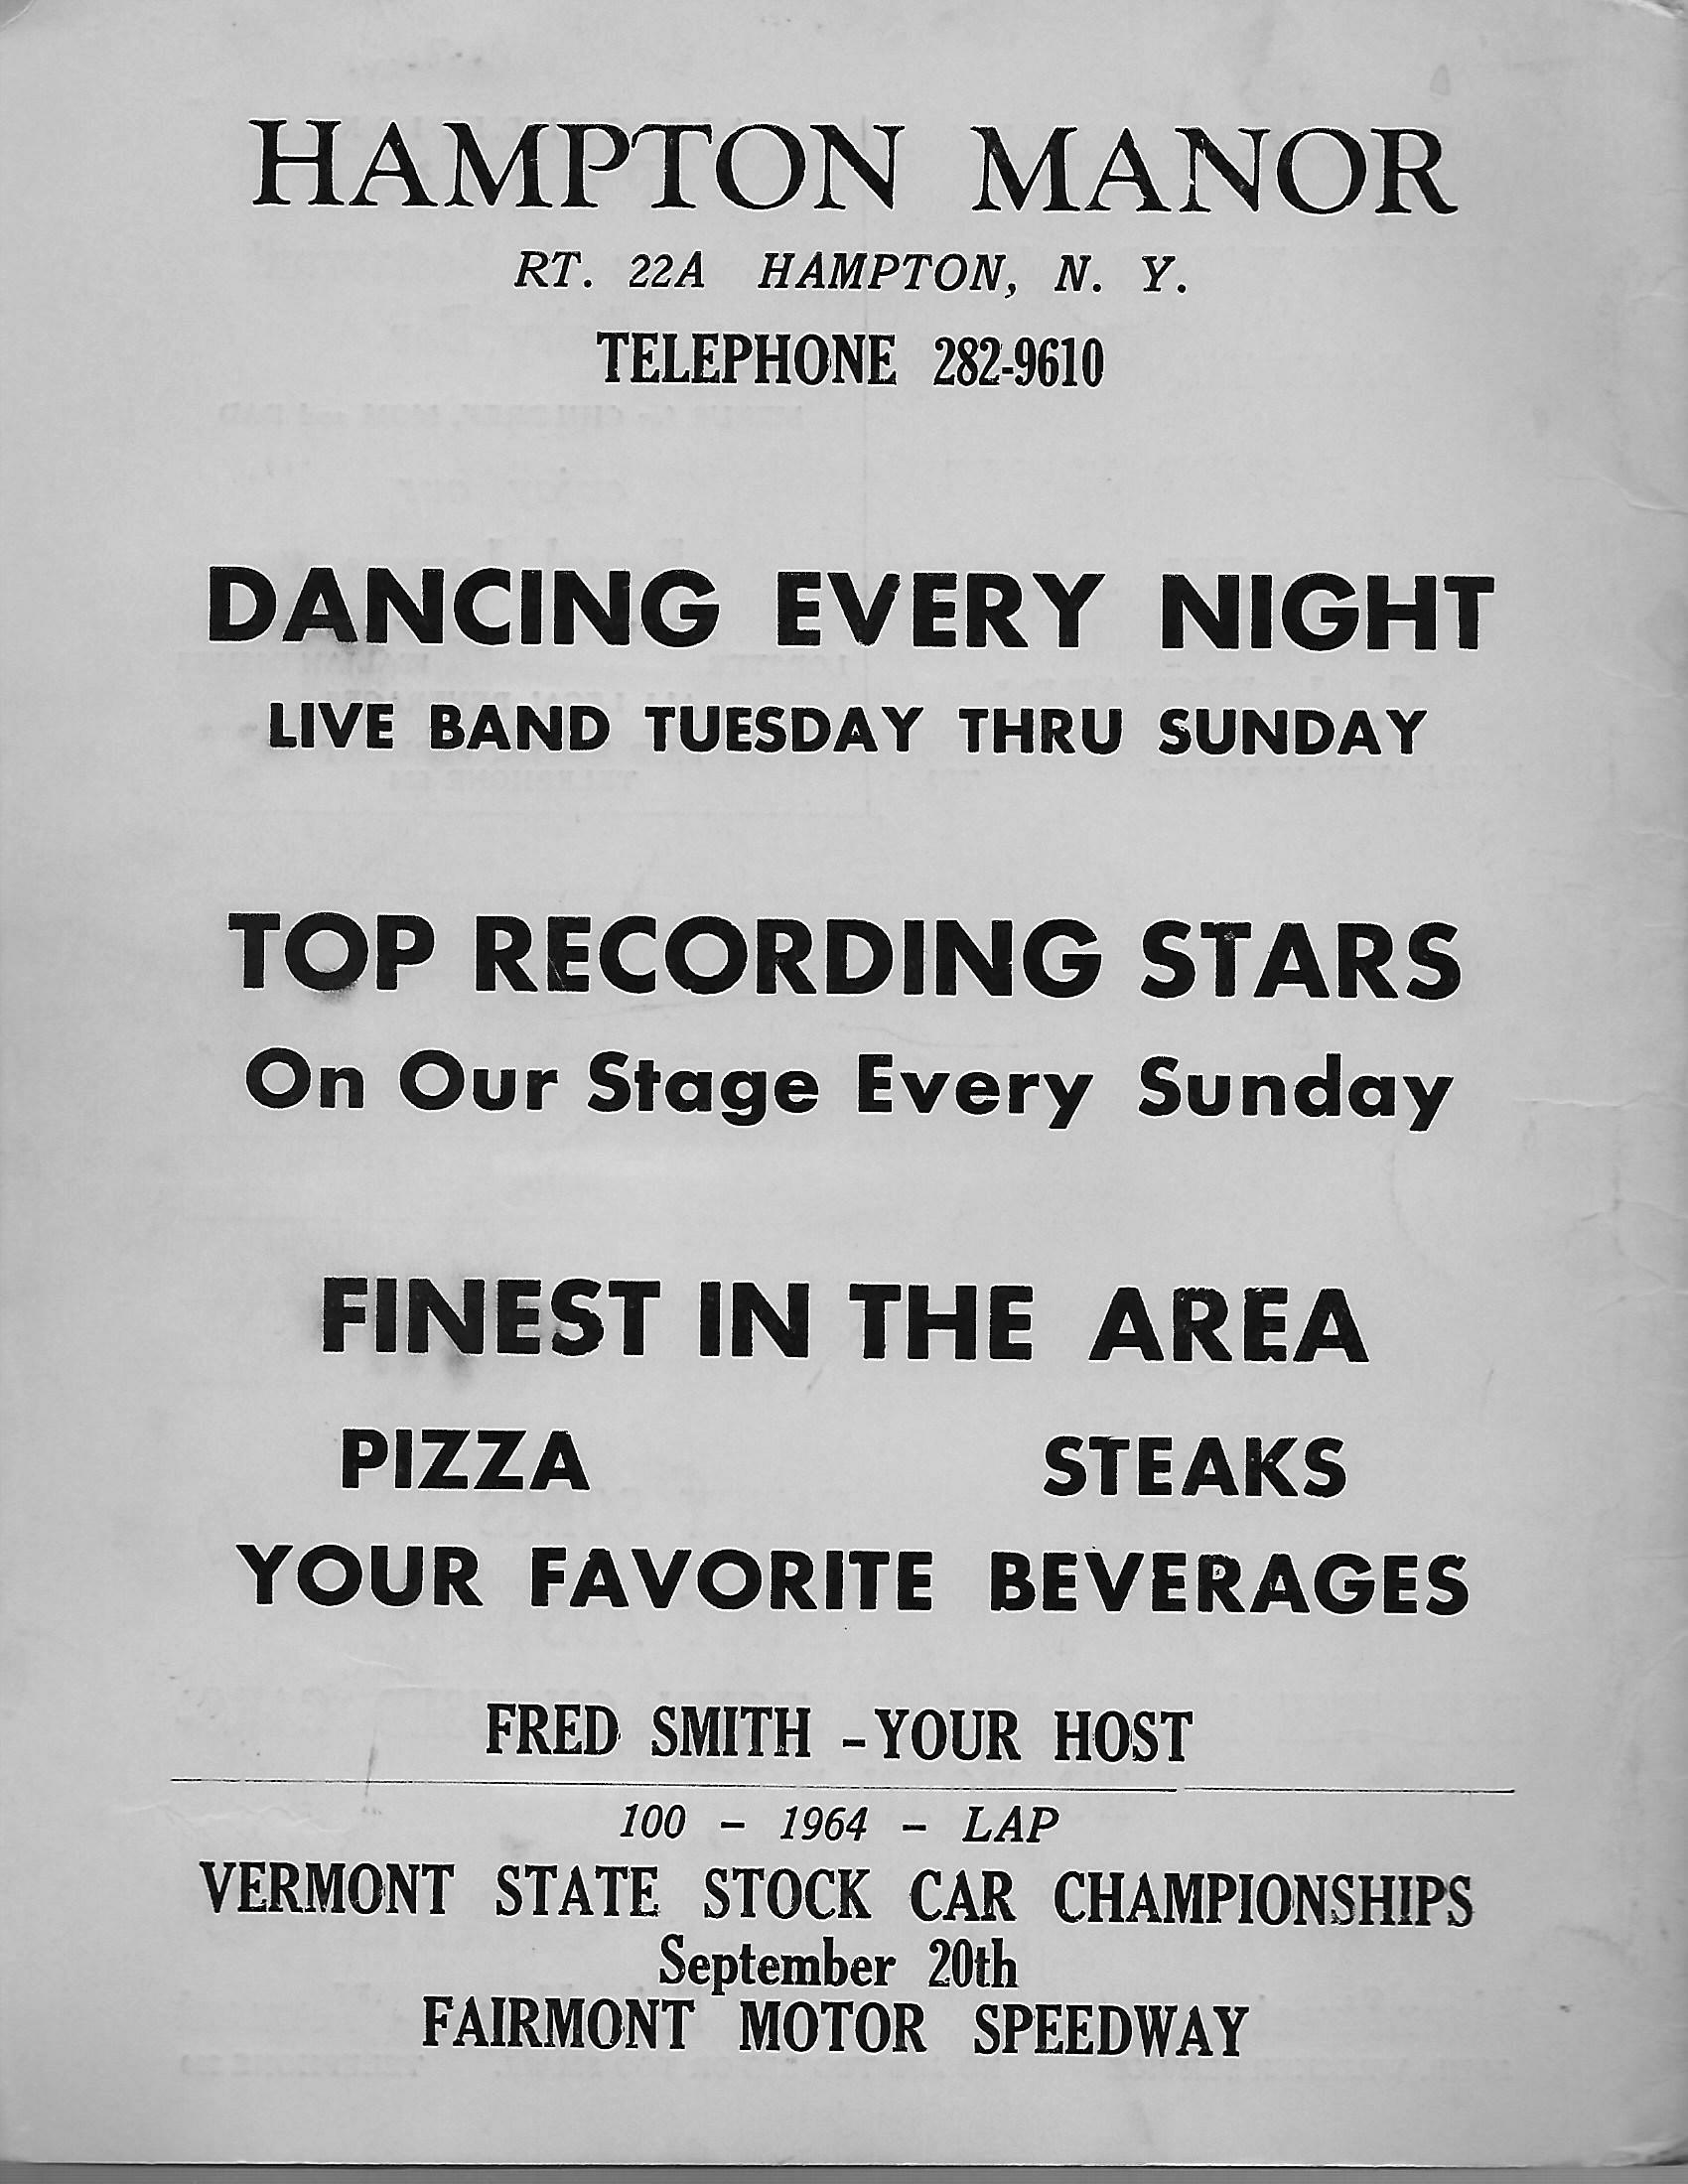 HAMPTON MANOR
RT. 22A HAMPTON, N. Y.
TELEPHONE 282-9610
DANCING EVERY NIGHT
LIVE BAND TUESDAY THRU SUNDAY
TOP RECORDING STARS
On Our Stage Every Sunday
FINEST IN THE AREA
PIZZA STEAKS
YOUR FAVORITE BEVERAGES
FRED SMITH - YOUR HOST
100 - 1964 - LAP
VERMONT STATE STOCK CAR CHAMPIONSHIPS
September 20th
FAIRMONT MOTOR SPEEDWAY